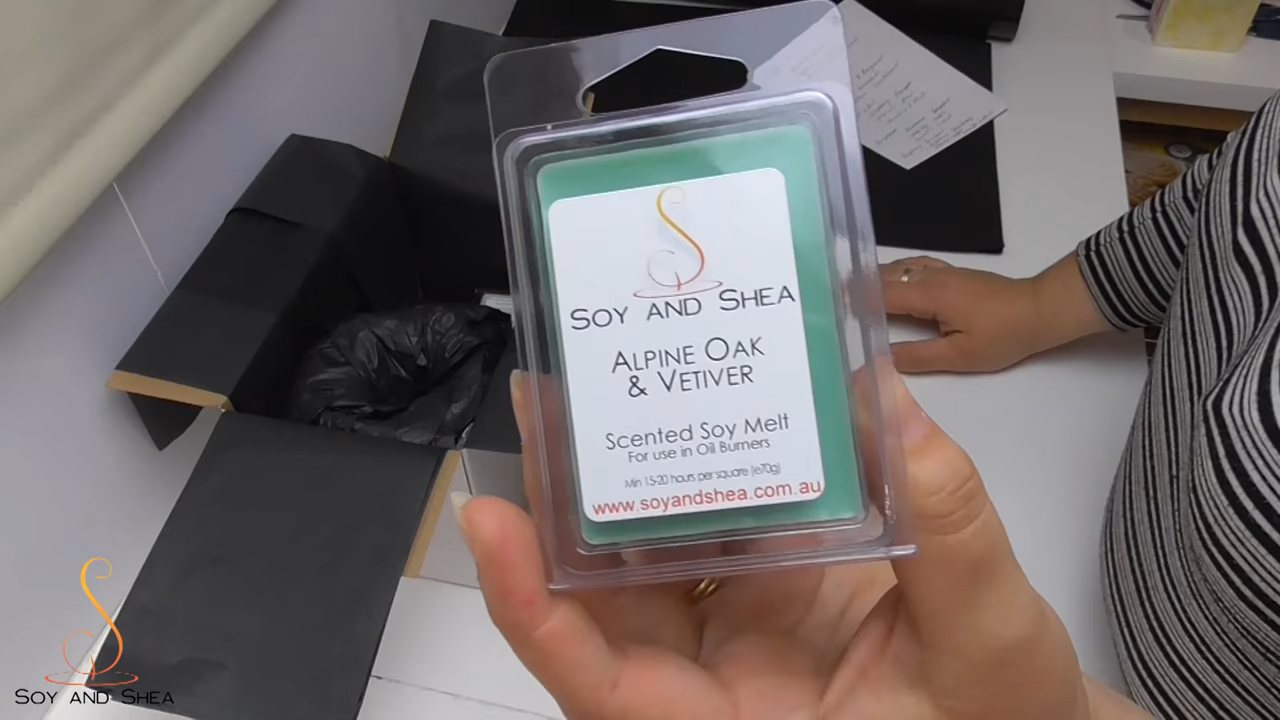 Soy and Shea
Alpine Oak
& Vetiver
Scented Soy Melt
For use in Oil Burners
Min 15-20 hours per square (e70g)
www.soyandshea.com.au
Soy and Shea